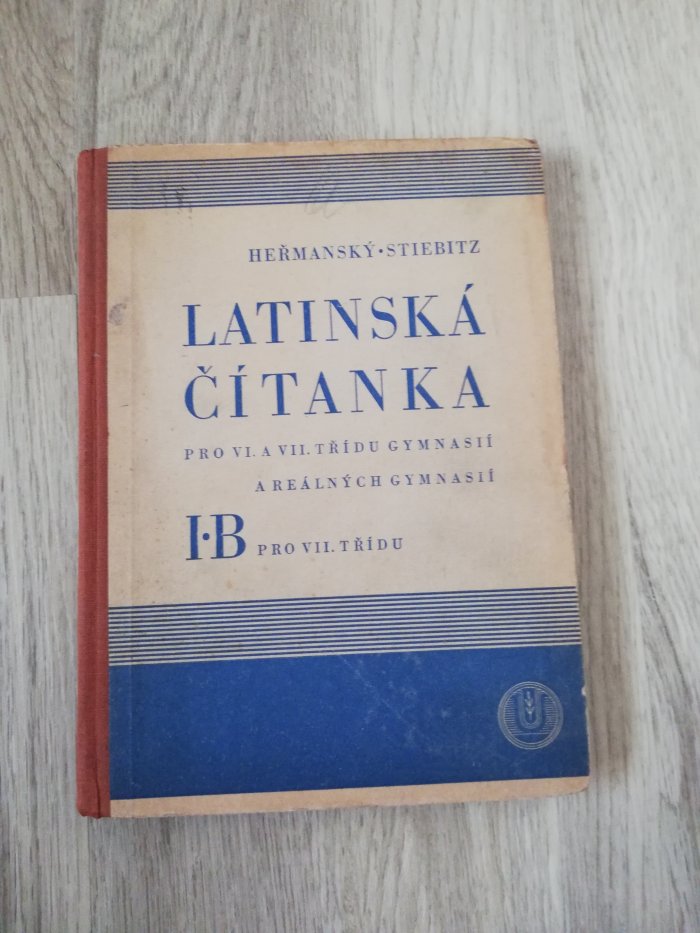 HEŘMANSKÝ•STIEBITZ
LATINSKÁ
ČÍTANKA
PRO VI. A VII. TŘÍDU GYMNASIÍ
A REÁLNÝCH GYMNASIÍ
I•B PRO VII. TŘÍDU
U